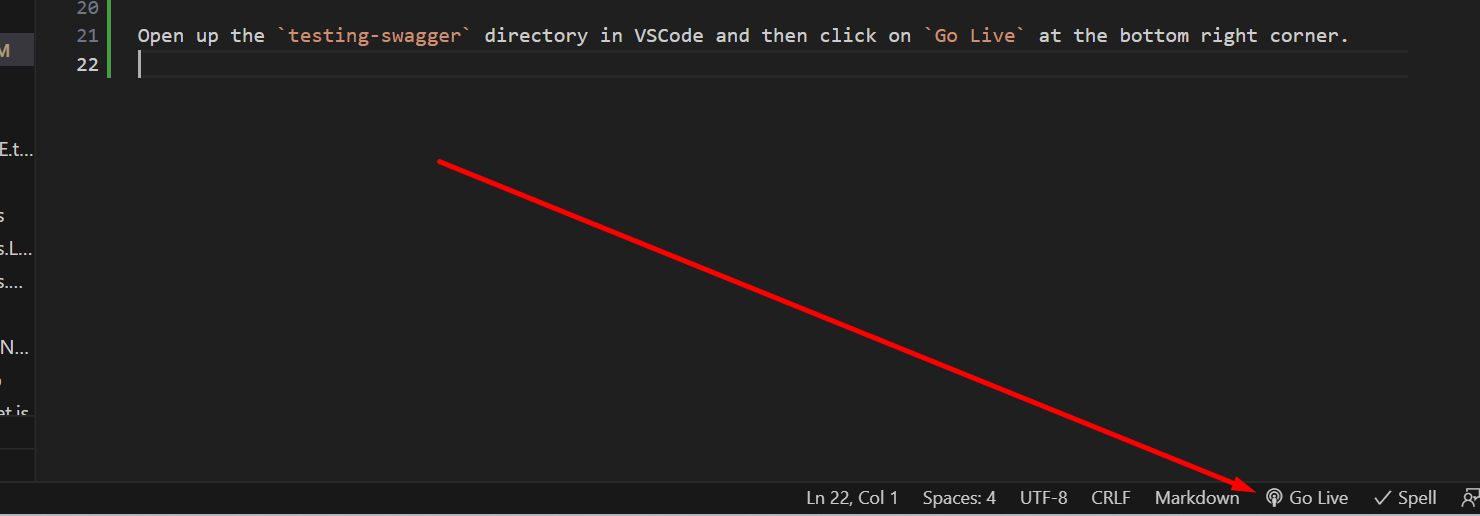 20
21 Open up the `testing-swagger` directory in VSCode and then click on `Go Live` at the bottom right corner.
22
M
E.t...
s
s.L...
s....
N...
et.is
Ln 22, Col 1 Spaces: 4 UTF-8 CRLF Markdown Go Live Spell